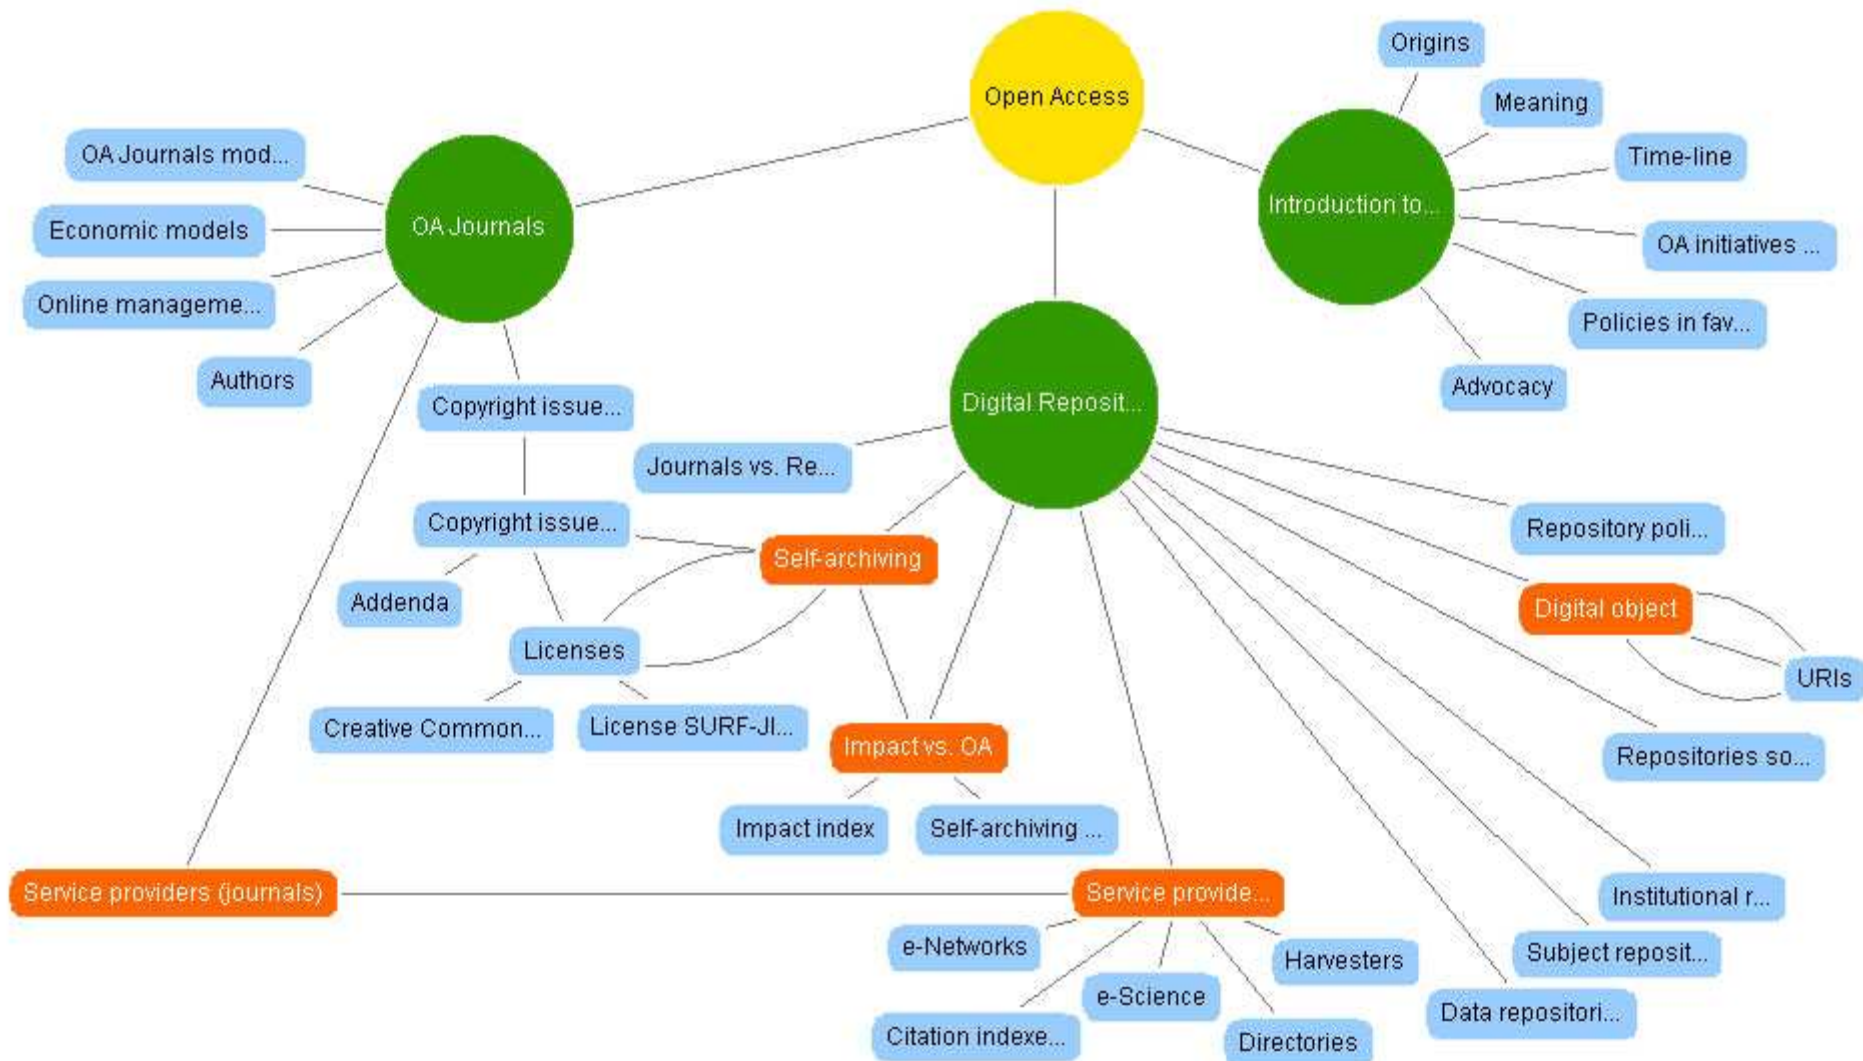 Open Access
Origins
Meaning
Time-line
OA initiatives ...
Policies in fav...
Advocacy
Introduction to...
OA Journals mod...
Economic models
Online manageme...
Authors
OA Journals
Copyright issue...
Digital Reposit...
Journals vs. Re...
Copyright issue...
Self-archiving
Addenda
Licenses
Creative Common...
License SURF-JI...
Impact vs. OA
Impact index
Self-archiving ...
Repository poli...
Digital object
URIs
Repositories so...
Institutional r...
Subject reposit...
Data repositori...
Service providers (journals)
Service provide...
e-Networks
Harvesters
e-Science
Citation indexe...
Directories